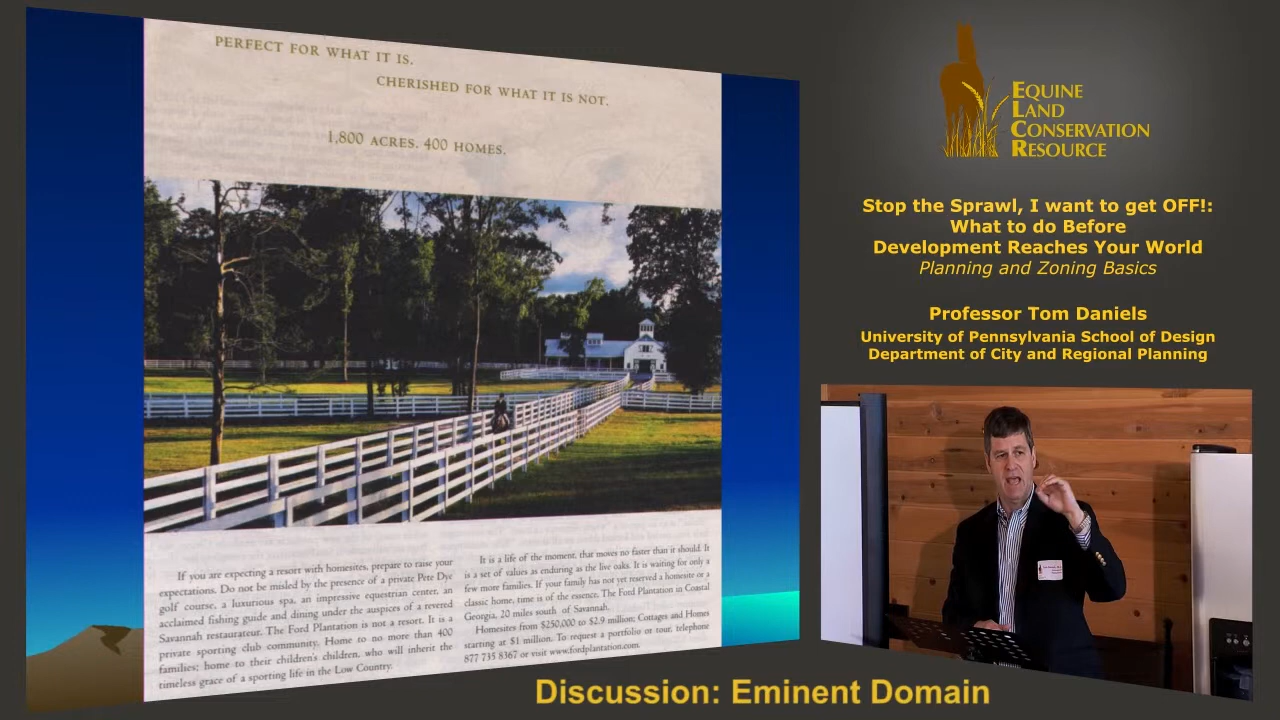 PERFECT FOR WHAT IT IS.
CHERISHED FOR WHAT IT IS NOT.
1,800 ACRES. 400 HOMES.
If you are expecting a resort with homesites, prepare to raise your
expectations. Do not be misled by the presence of a private Pete Dye
golf course, a luxurious spa, an impressive equestrian center, an
acclaimed fishing guide and dining under the auspices of a revered
Savannah restaurateur. The Ford Plantation is not a resort. It is a
private sporting club community. Home to no more than 400
families; home to their children's children, who will inherit the
timeless grace of a sporting life in the Low Country.
It is a life of the moment, that moves no faster than it should. It
is a set of values as enduring as the live oaks. It is waiting for only a
few more families. If your family has not yet reserved a homesite or a
classic home, time is of the essence. The Ford Plantation in Coastal
Georgia, 20 miles south of Savannah.
Homesites from $250,000 to $2.9 million; Cottages and Homes
starting at $1 million. To request a portfolio or tour, telephone
877 735 8367 or visit www.fordplantation.com.
EQUINE
LAND
CONSERVATION
RESOURCE
Stop the Sprawl, I want to get OFF!:
What to do Before
Development Reaches Your World
Planning and Zoning Basics
Professor Tom Daniels
University of Pennsylvania School of Design
Department of City and Regional Planning
Discussion: Eminent Domain